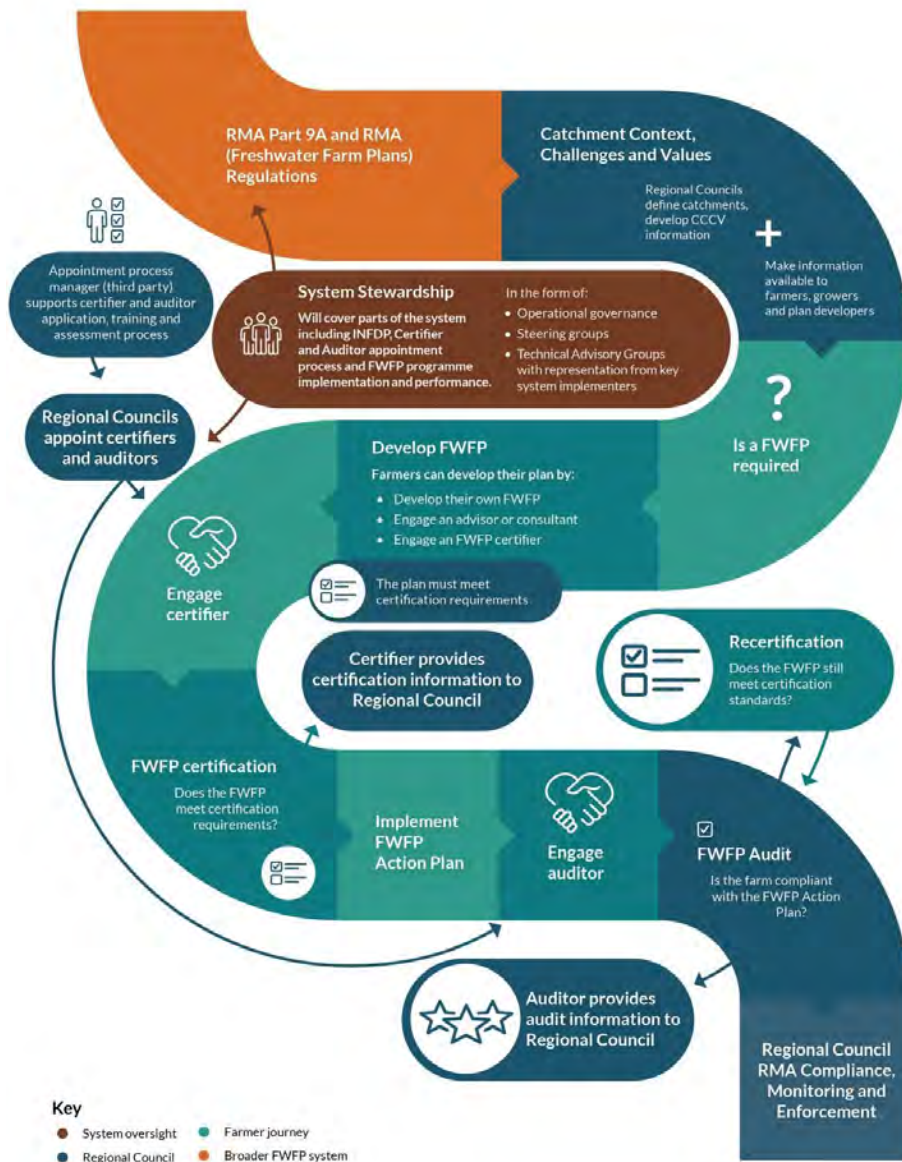 RMA Part 9A and RMA
(Freshwater Farm Plans)
Regulations
Catchment Context,
Challenges and Values
Regional Councils
define catchments,
develop CCCV
information
+
Make information
available to
farmers, growers
and plan developers
Appointment process
manager (third party)
supports certifier and auditor
application, training and
assessment process
System Stewardship
Will cover parts of the system
including INFDP, Certifier
and Auditor appointment
process and FWFP programme
implementation and performance.
In the form of:
• Operational governance
• Steering groups
• Technical Advisory Groups
with representation from key
system implementers
Regional Councils
appoint certifiers
and auditors
?
Is a FWFP
required
Develop FWFP
Farmers can develop their plan by:
• Develop their own FWFP
• Engage an advisor or consultant
• Engage an FWFP certifier
Engage
certifier
The plan must meet
certification requirements
Certifier provides
certification information to
Regional Council
Recertification
Does the FWFP still
meet certification
standards?
FWFP certification
Does the FWFP
meet certification
requirements?
Implement
FWFP
Action Plan
Engage
auditor
FWFP Audit
Is the farm compliant
with the FWFP Action
Plan?
Auditor provides
audit information to
Regional Council
Regional Council
RMA Compliance,
Monitoring and
Enforcement
Key
System oversight
Farmer journey
Regional Council
Broader FWFP system